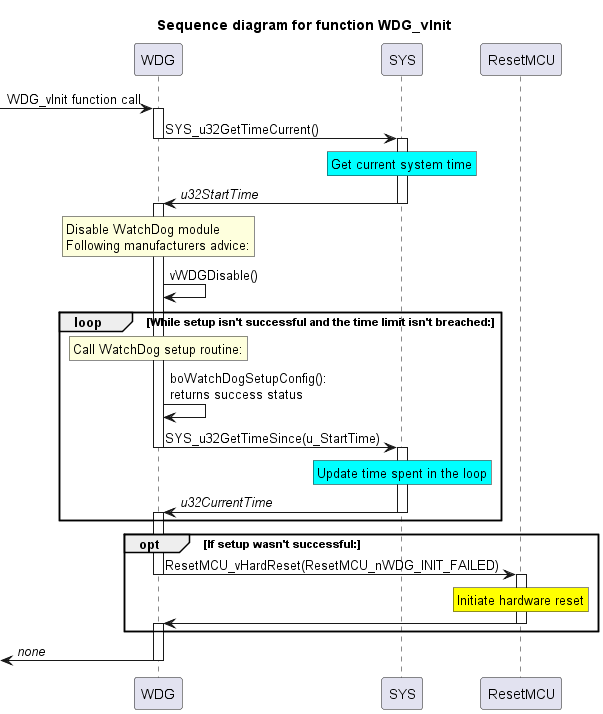 Sequence diagram for function WDG_vInit
WDG
SYS
ResetMCU
WDG_vInit function call
SYS_u32GetTimeCurrent()
Get current system time
u32StartTime
Disable WatchDog module
Following manufacturers advice:
vWDGDisable()
loop
[While setup isn't successful and the time limit isn't breached:]
Call WatchDog setup routine:
boWatchDogSetupConfig():
returns success status
SYS_u32GetTimeSince(u_StartTime)
Update time spent in the loop
u32CurrentTime
opt
[If setup wasn't successful:]
ResetMCU_vHardReset(ResetMCU_nWDG_INIT_FAILED)
Initiate hardware reset
none
WDG
SYS
ResetMCU